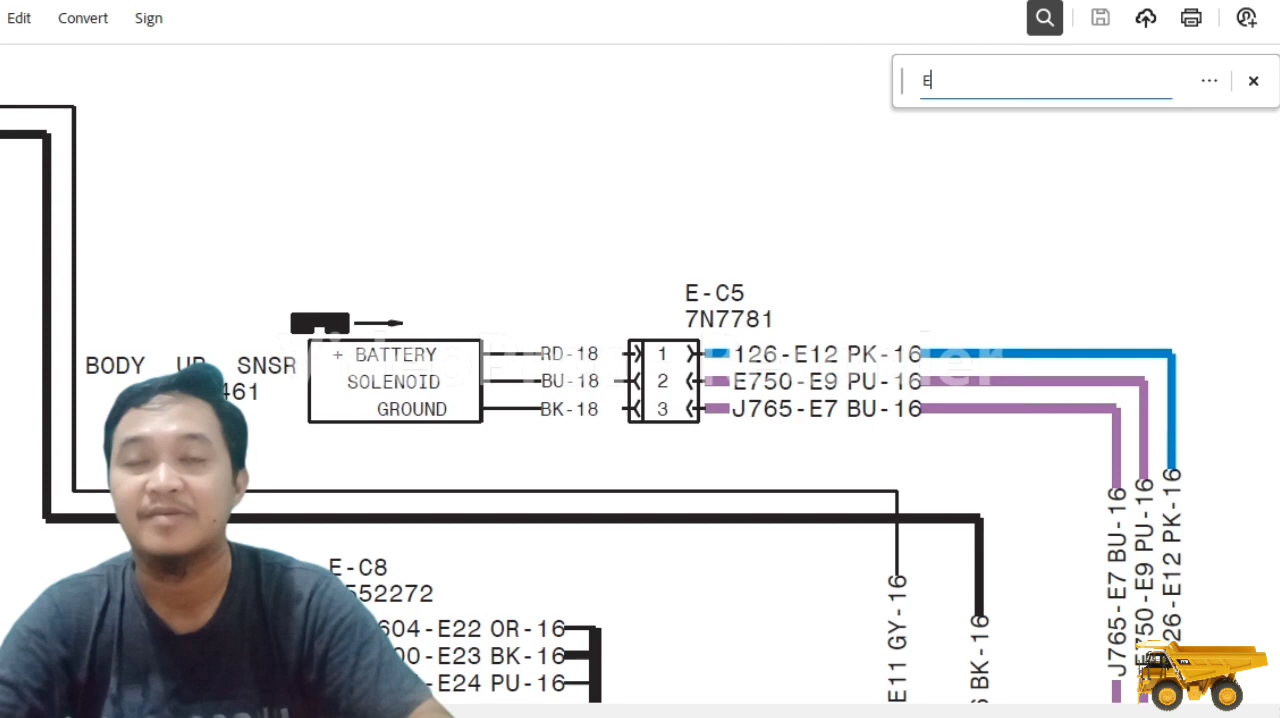 Edit Convert Sign
E
E-C5
7N7781
BODY UP SNSR
461
+ BATTERY RD-18 1 126-E12 PK-16
SOLENOID BU-18 2 E750-E9 PU-16
GROUND BK-18 3 J765-E7 BU-16
J765-E7 BU-16
750-E9 PU-16
26-E12 PK-16
E-C8
552272
604-E22 OR-16
00-E23 BK-16
-E24 PU-16
E11 GY-16
BK-16